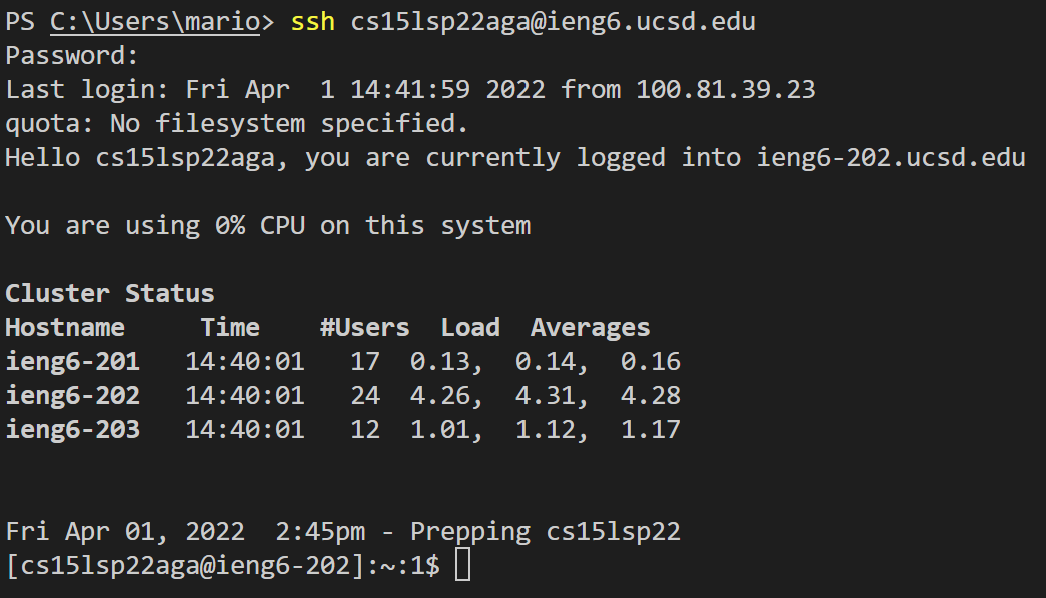 PS C:\Users\mario> ssh cs15lsp22aga@ieng6.ucsd.edu
Password:
Last login: Fri Apr  1 14:41:59 2022 from 100.81.39.23
quota: No filesystem specified.
Hello cs15lsp22aga, you are currently logged into ieng6-202.ucsd.edu
You are using 0% CPU on this system
Cluster Status
Hostname     Time    #Users  Load  Averages
ieng6-201   14:40:01   17  0.13,  0.14,  0.16
ieng6-202   14:40:01   24  4.26,  4.31,  4.28
ieng6-203   14:40:01   12  1.01,  1.12,  1.17
Fri Apr 01, 2022  2:45pm - Prepping cs15lsp22
[cs15lsp22aga@ieng6-202]:~:1$